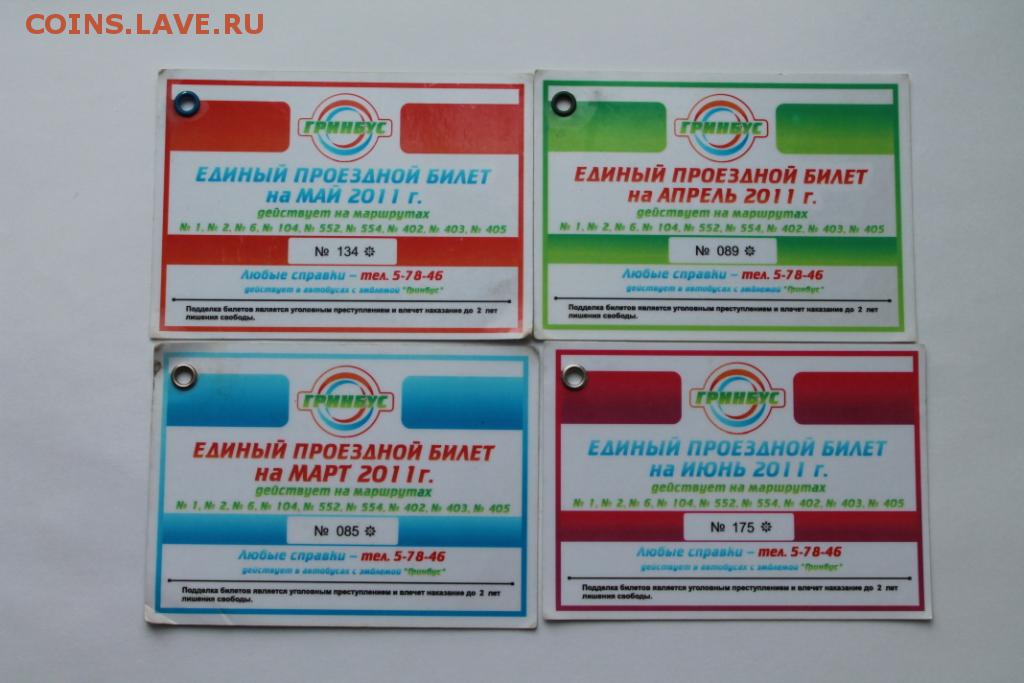 COINS.LAVE.RU
ГРИНБУС
ЕДИНЫЙ ПРОЕЗДНОЙ БИЛЕТ
на МАЙ 2011 г.
действует на маршрутах
№ 1, № 2, № 6, № 104, № 552, № 554, № 402, № 403, № 405
№ 134
Любые справки – тел. 5-78-46
действует в автобусах с эмблемой "Гринбус"
Подделка билетов является уголовным преступлением и влечет наказание до 2 лет
лишения свободы.
ГРИНБУС
ЕДИНЫЙ ПРОЕЗДНОЙ БИЛЕТ
на АПРЕЛЬ 2011 г.
действует на маршрутах
№ 1, № 2, № 6, № 104, № 552, № 554, № 402, № 403, № 405
№ 089
Любые справки – тел. 5-78-46
действует в автобусах с эмблемой "Гринбус"
Подделка билетов является уголовным преступлением и влечет наказание до 2 лет
лишения свободы.
ГРИНБУС
ЕДИНЫЙ ПРОЕЗДНОЙ БИЛЕТ
на МАРТ 2011г.
действует на маршрутах
№ 1, № 2, № 6, № 104, № 552, № 554, № 402, № 403, № 405
№ 085
Любые справки – тел. 5-78-46
действует в автобусах с эмблемой "Гринбус"
Подделка билетов является уголовным преступлением и влечет наказание до 2 лет
лишения свободы.
ГРИНБУС
ЕДИНЫЙ ПРОЕЗДНОЙ БИЛЕТ
на ИЮНЬ 2011 г.
действует на маршрутах
№ 1, № 2, № 6, № 104, № 552, № 554, № 402, № 403, № 405
№ 175
Любые справки – тел. 5-78-46
действует в автобусах с эмблемой "Гринбус"
Подделка билетов является уголовным преступлением и влечет наказание до 2 лет
лишения свободы.